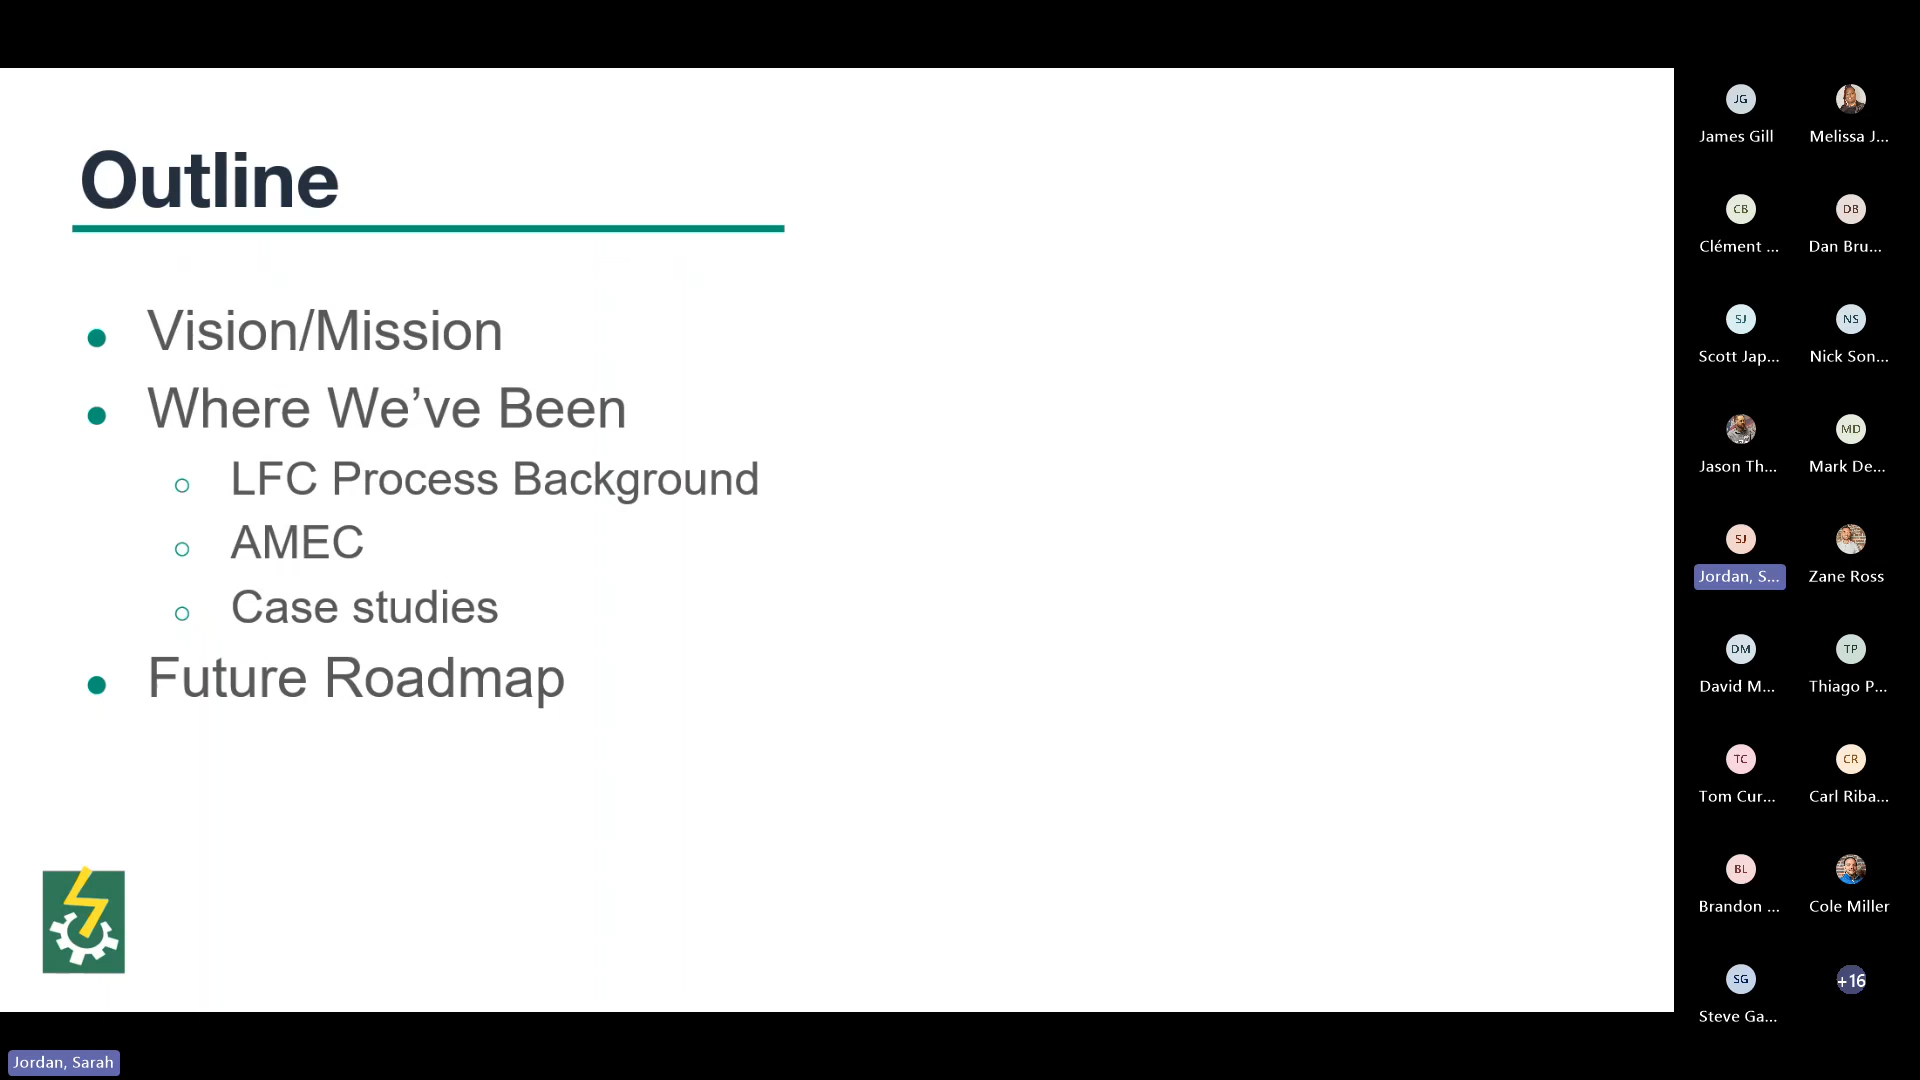 Outline
Vision/Mission
Where We’ve Been
LFC Process Background
AMEC
Case studies
Future Roadmap
JG
James Gill
Melissa J...
CB
Clément ...
DB
Dan Bru...
SJ
Scott Jap...
NS
Nick Son...
Jason Th...
MD
Mark De...
SJ
Jordan, S...
Zane Ross
DM
David M...
TP
Thiago P...
TC
Tom Cur...
CR
Carl Riba...
BL
Brandon ...
Cole Miller
SG
Steve Ga...
+16
Jordan, Sarah